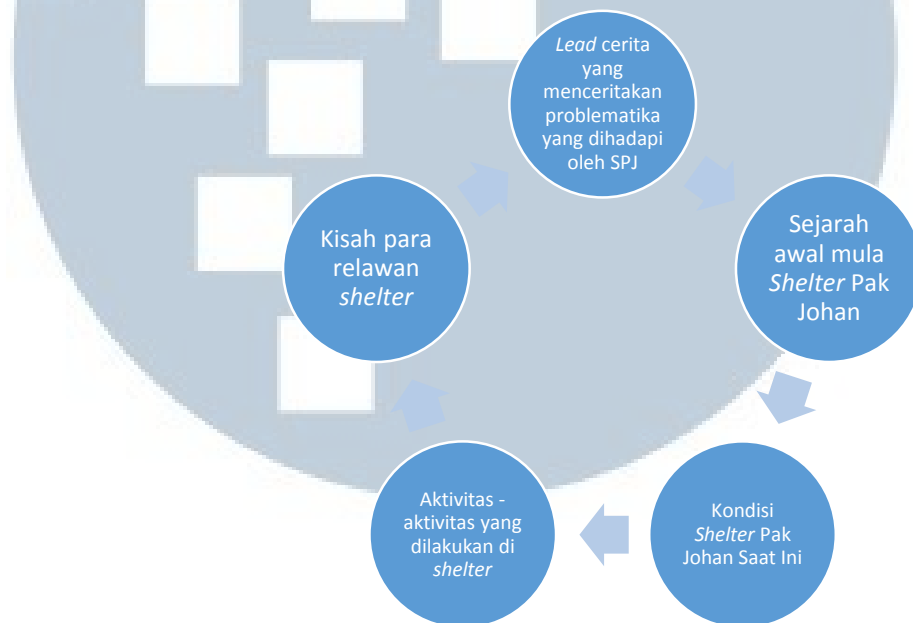 Lead cerita
yang
menceritakan
problematika
yang dihadapi
oleh SPJ
Sejarah
awal mula
Shelter Pak
Johan
Kondisi
Shelter Pak
Johan Saat Ini
Aktivitas -
aktivitas yang
dilakukan di
shelter
Kisah para
relawan
shelter